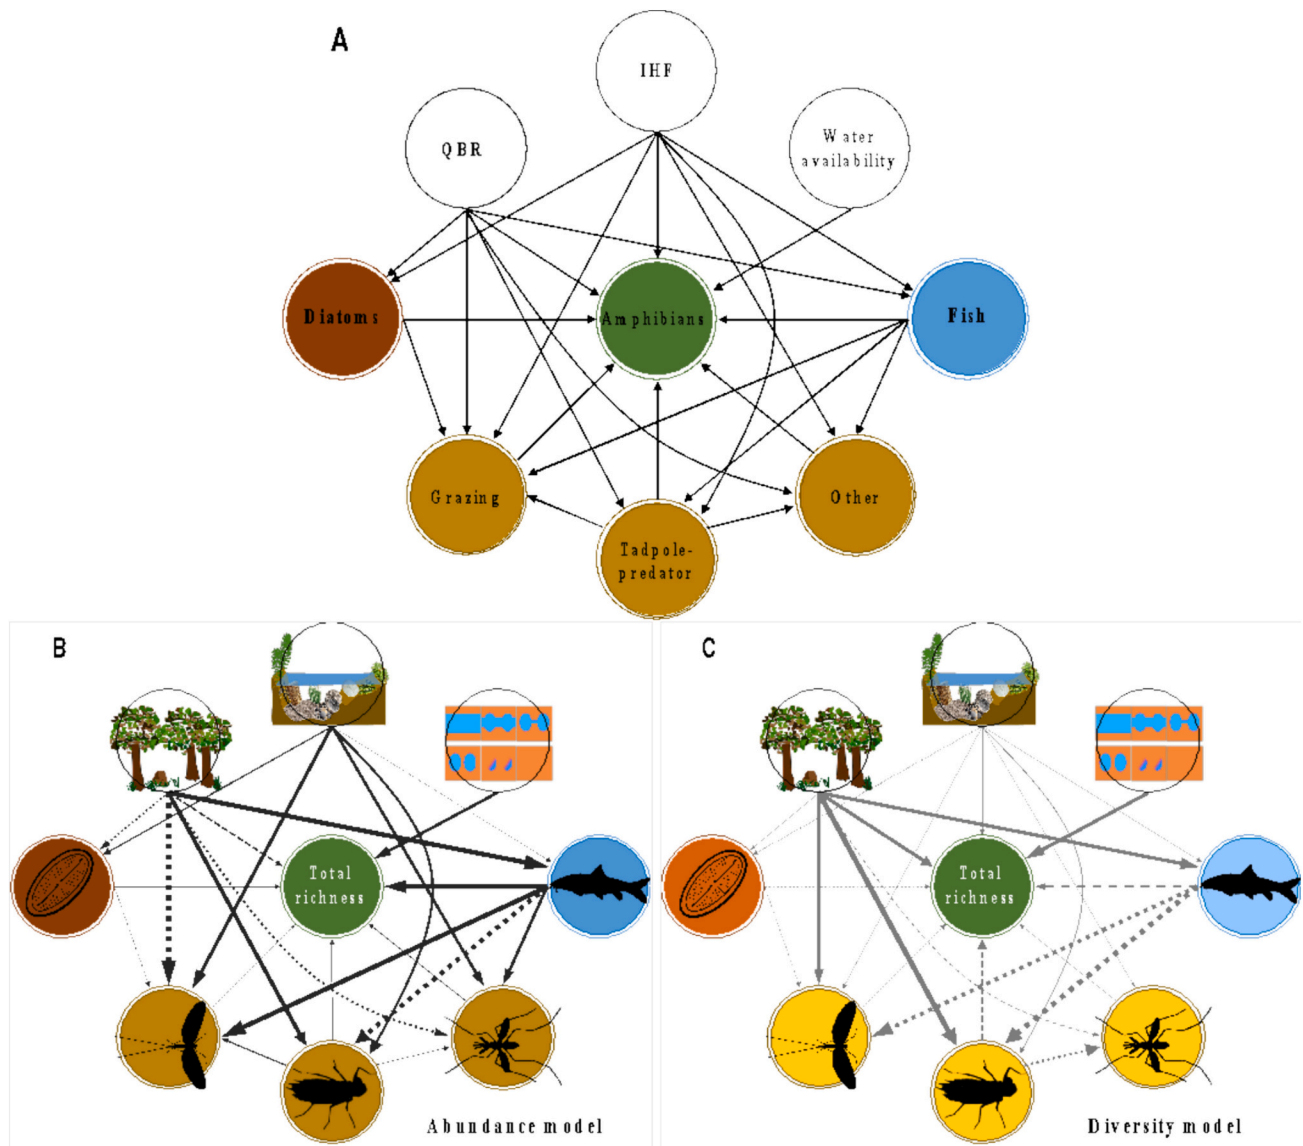 A
IHF
QBR
Water
availability
Diatoms
Amphibians
Fish
Grazing
Other
Tadpole-
predator
B
Total
richness
Abundance model
C
Total
richness
Diversity model